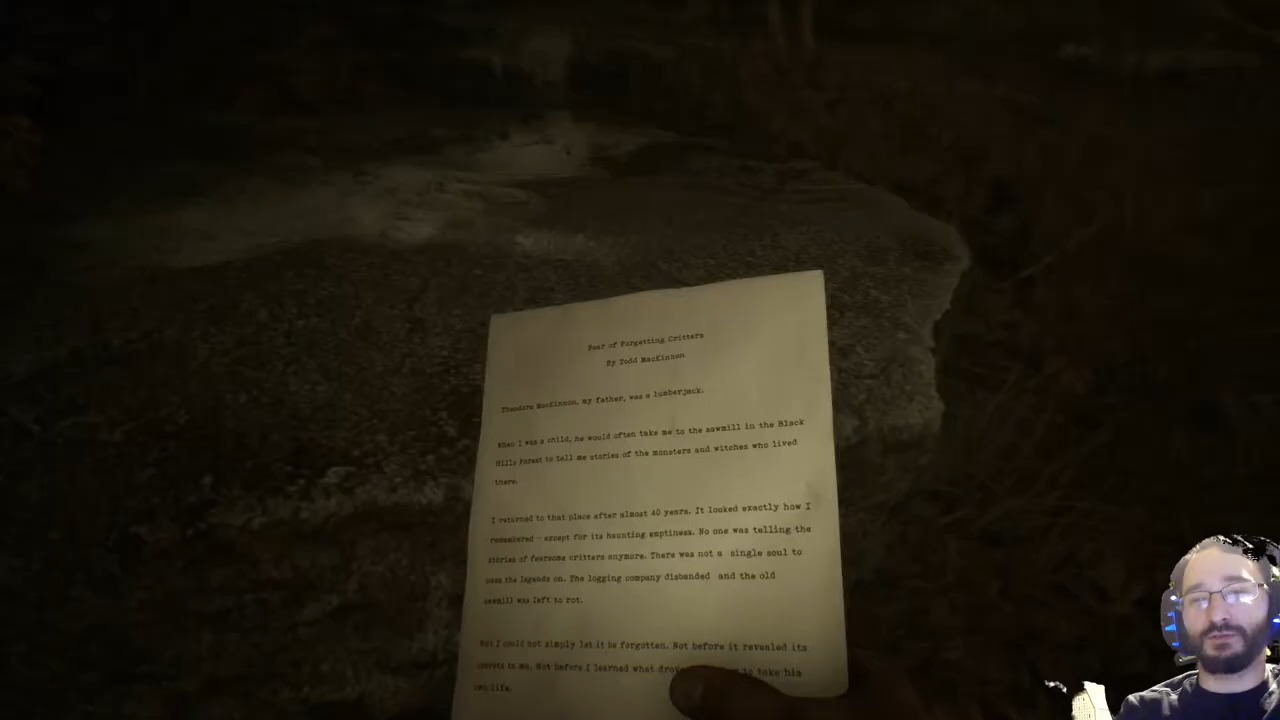 Fear of Forgetting Critters
By Todd MacKinnon
Theodore MacKinnon, my father, was a lumberjack.
When I was a child, he would often take me to the sawmill in the Black
Hills Forest to tell me stories of the monsters and witches who lived
there.
I returned to that place after almost 40 years. It looked exactly how I
remembered - except for its haunting emptiness. No one was telling the
stories of fearsome critters anymore. There was not a single soul to
pass the legends on. The logging company disbanded and the old
sawmill was left to rot.
But I could not simply let it be forgotten. Not before it revealed its
secrets to me. Not before I learned what to take his
own life.